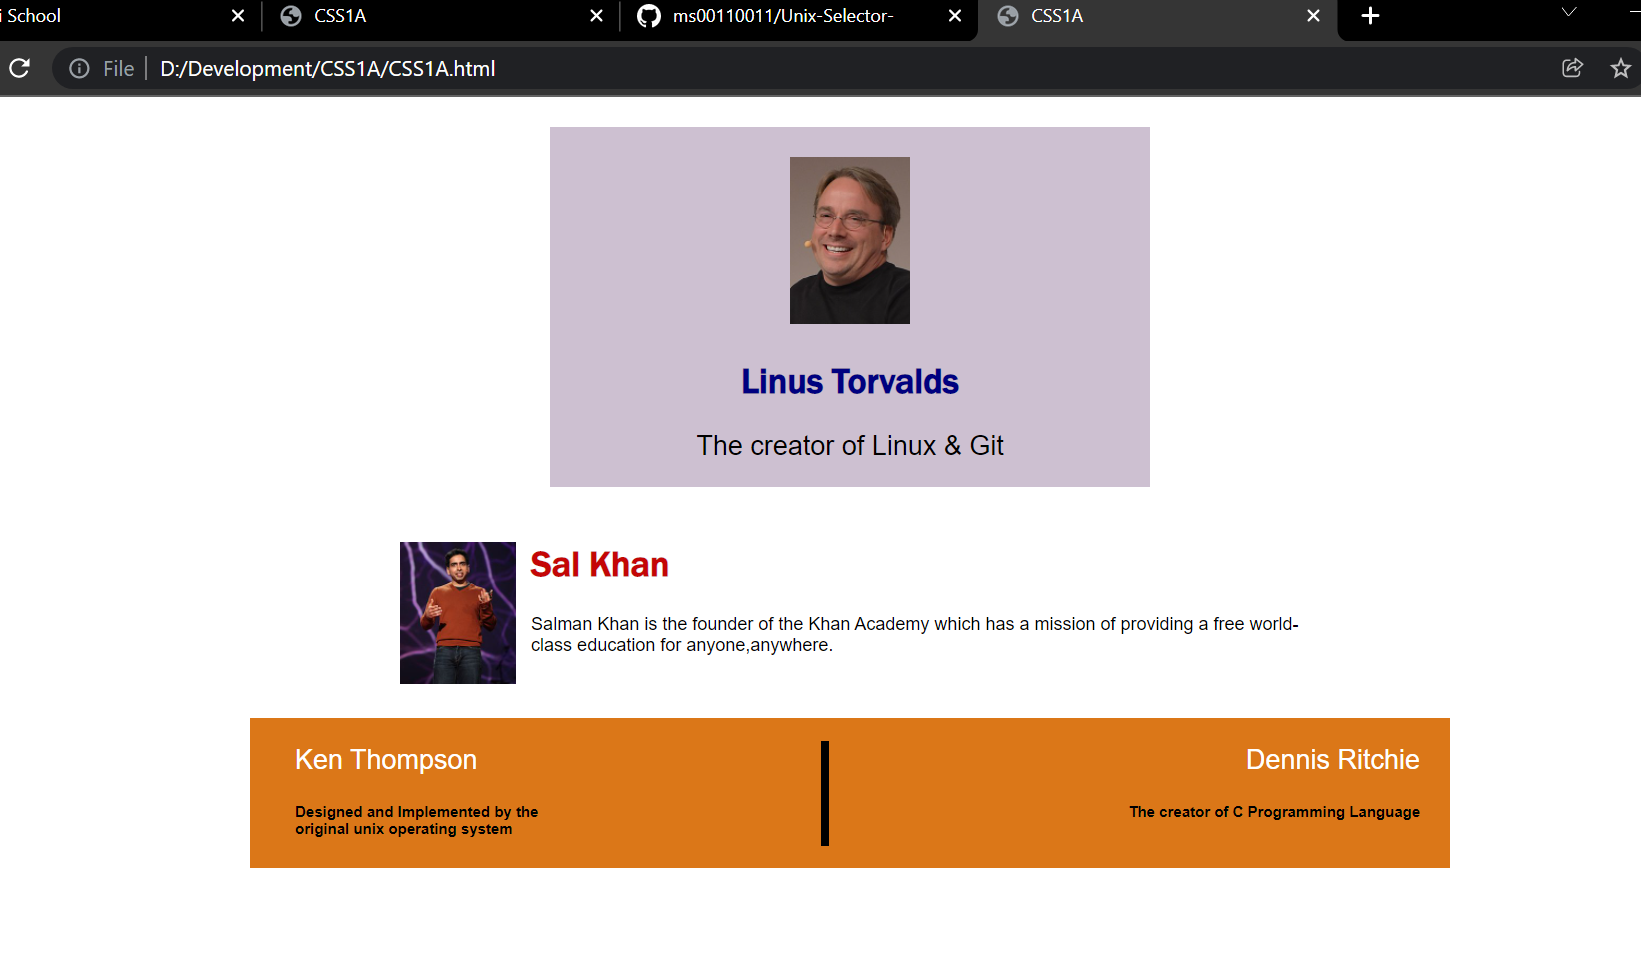 i School
CSS1A
ms00110011/Unix-Selector-
CSS1A
File
D:/Development/CSS1A/CSS1A.html
Linus Torvalds
The creator of Linux & Git
Sal Khan
Salman Khan is the founder of the Khan Academy which has a mission of providing a free world-
class education for anyone,anywhere.
Ken Thompson
Designed and Implemented by the
original unix operating system
Dennis Ritchie
The creator of C Programming Language